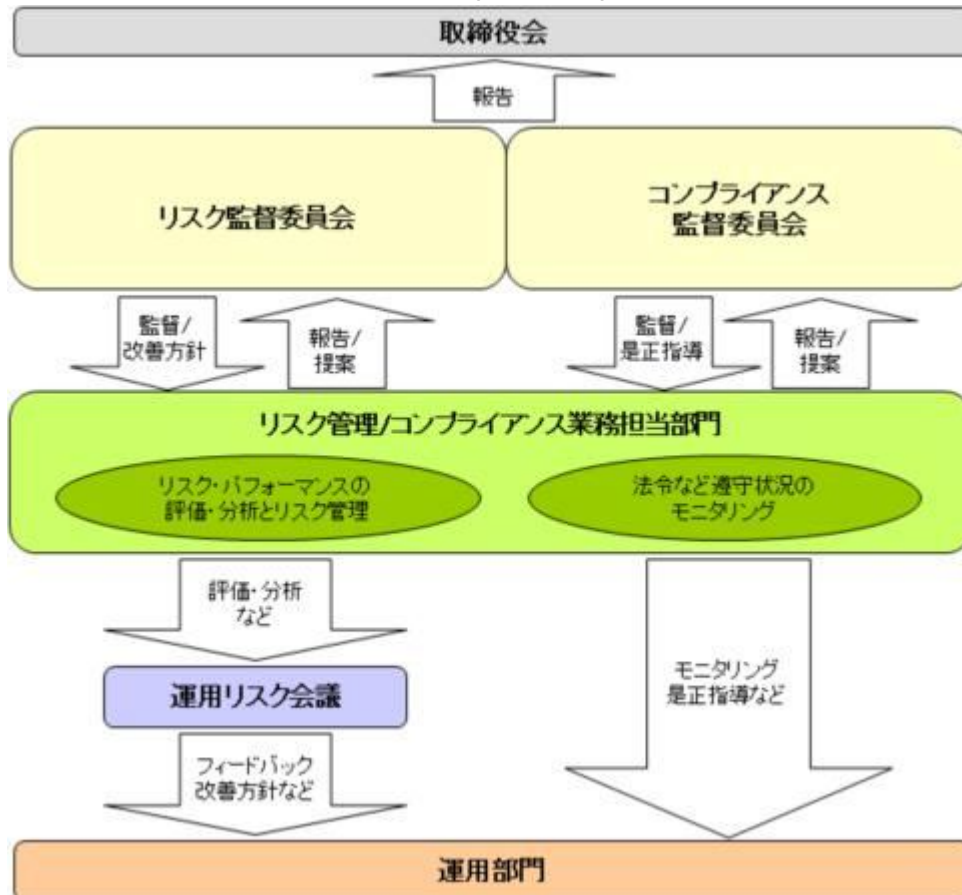 取締役会
報告
リスク監督委員会
コンプライアンス
監督委員会
監督/
改善方針
報告/
提案
監督/
是正指導
報告/
提案
リスク管理/コンプライアンス業務担当部門
リスク・パフォーマンスの
評価・分析とリスク管理
法令など遵守状況の
モニタリング
評価・分析
など
運用リスク会議
モニタリング
是正指導など
フィードバック
改善方針など
運用部門